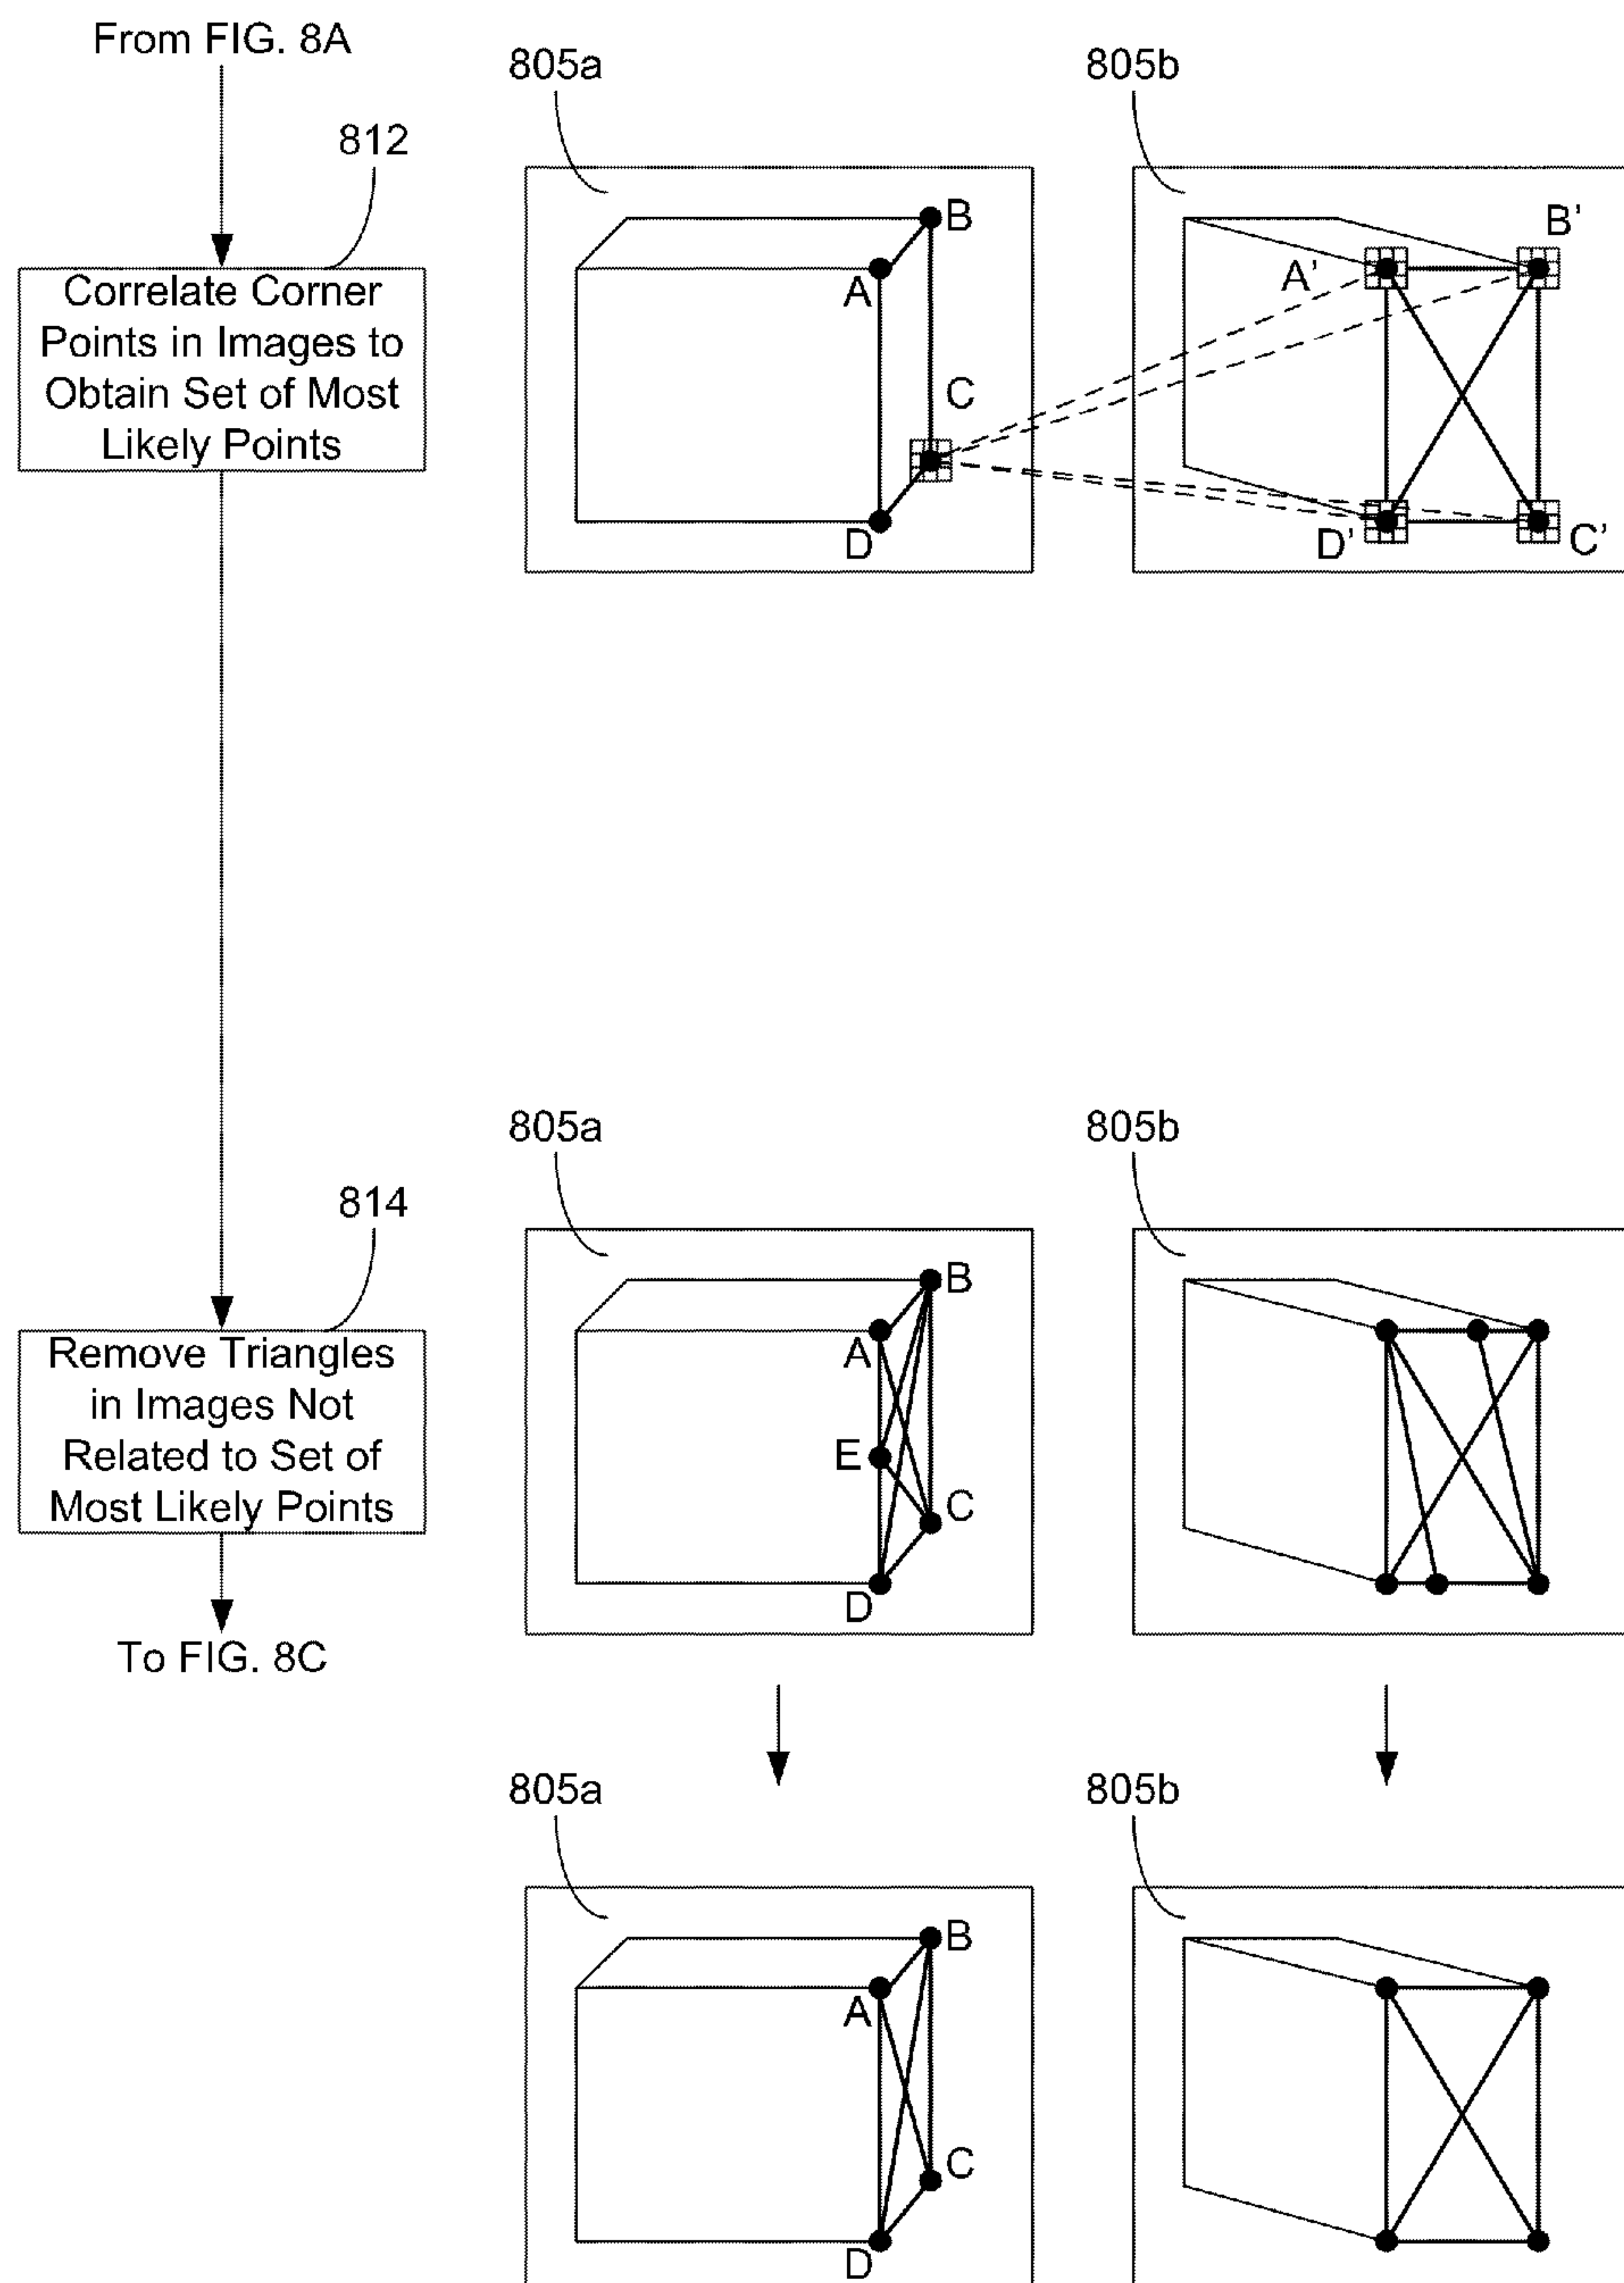 From FIG. 8A
805a
805b
812
Correlate Corner
Points in Images to
Obtain Set of Most
Likely Points
B
A
C
D
B'
A'
D'
C'
805a
805b
814
Remove Triangles
in Images Not
Related to Set of
Most Likely Points
To FIG. 8C
B
A
E
C
D
805a
805b
B
A
C
D